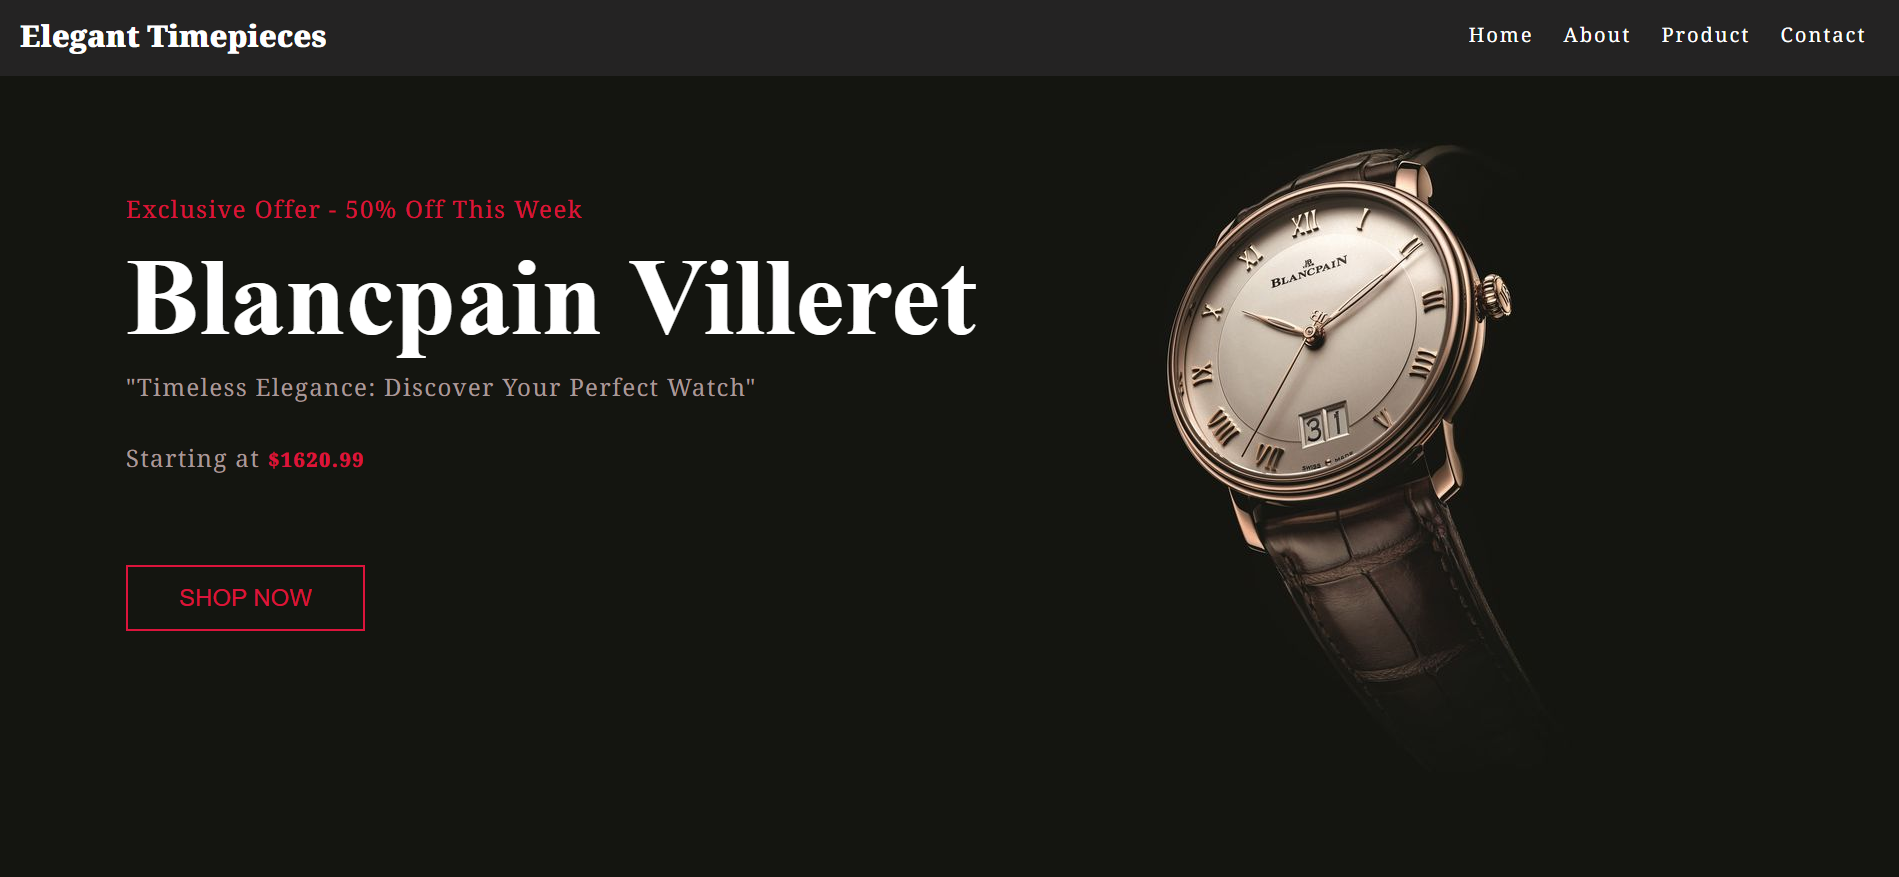 Elegant Timepieces
Home About Product Contact
Exclusive Offer - 50% Off This Week
Blancpain Villeret
"Timeless Elegance: Discover Your Perfect Watch"
Starting at $1620.99
SHOP NOW
XII
I
II
III
IIII
V
VII
VIII
IX
X
XI
JB
BLANCPAIN
31
SWISS MADE